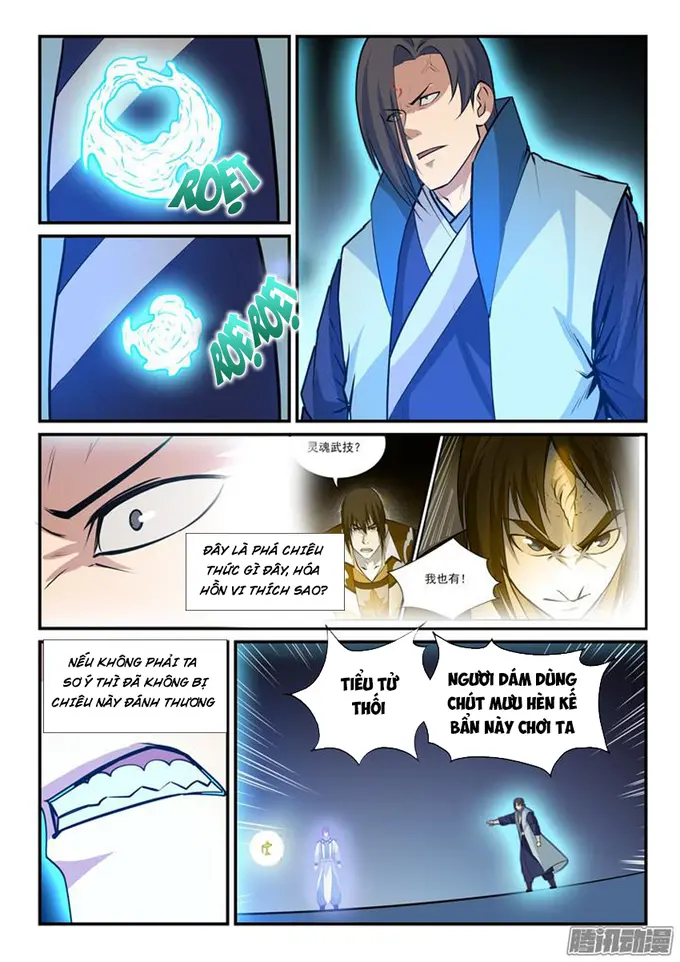 ROẸT
ROẸT ROẸT
灵魂武技?
ĐÂY LÀ PHÁ CHIÊU
THỨC GÌ ĐÂY, HÓA
HỒN VI THÍCH SAO?
我也有!
NẾU KHÔNG PHẢI TA
SƠ Ý THÌ ĐÃ KHÔNG BỊ
CHIÊU NÀY ĐÁNH THƯƠNG
TIỂU TỬ
THỐI
NGƯƠI DÁM DÙNG
CHÚT MƯU HÈN KẾ
BẨN NÀY CHƠI TA
腾讯动漫